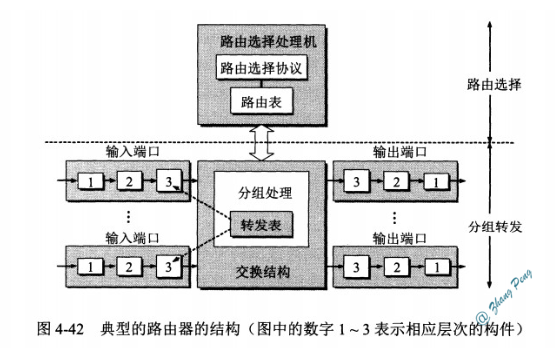 路由选择处理机
路由选择协议
路由表
路由选择
输入端口
输出端口
1 2 3
3 2 1
分组处理
转发表
交换结构
分组转发
输入端口
输出端口
1 2 3
3 2 1
@ Zhang Peng
图 4-42 典型的路由器的结构（图中的数字 1~3 表示相应层次的构件）